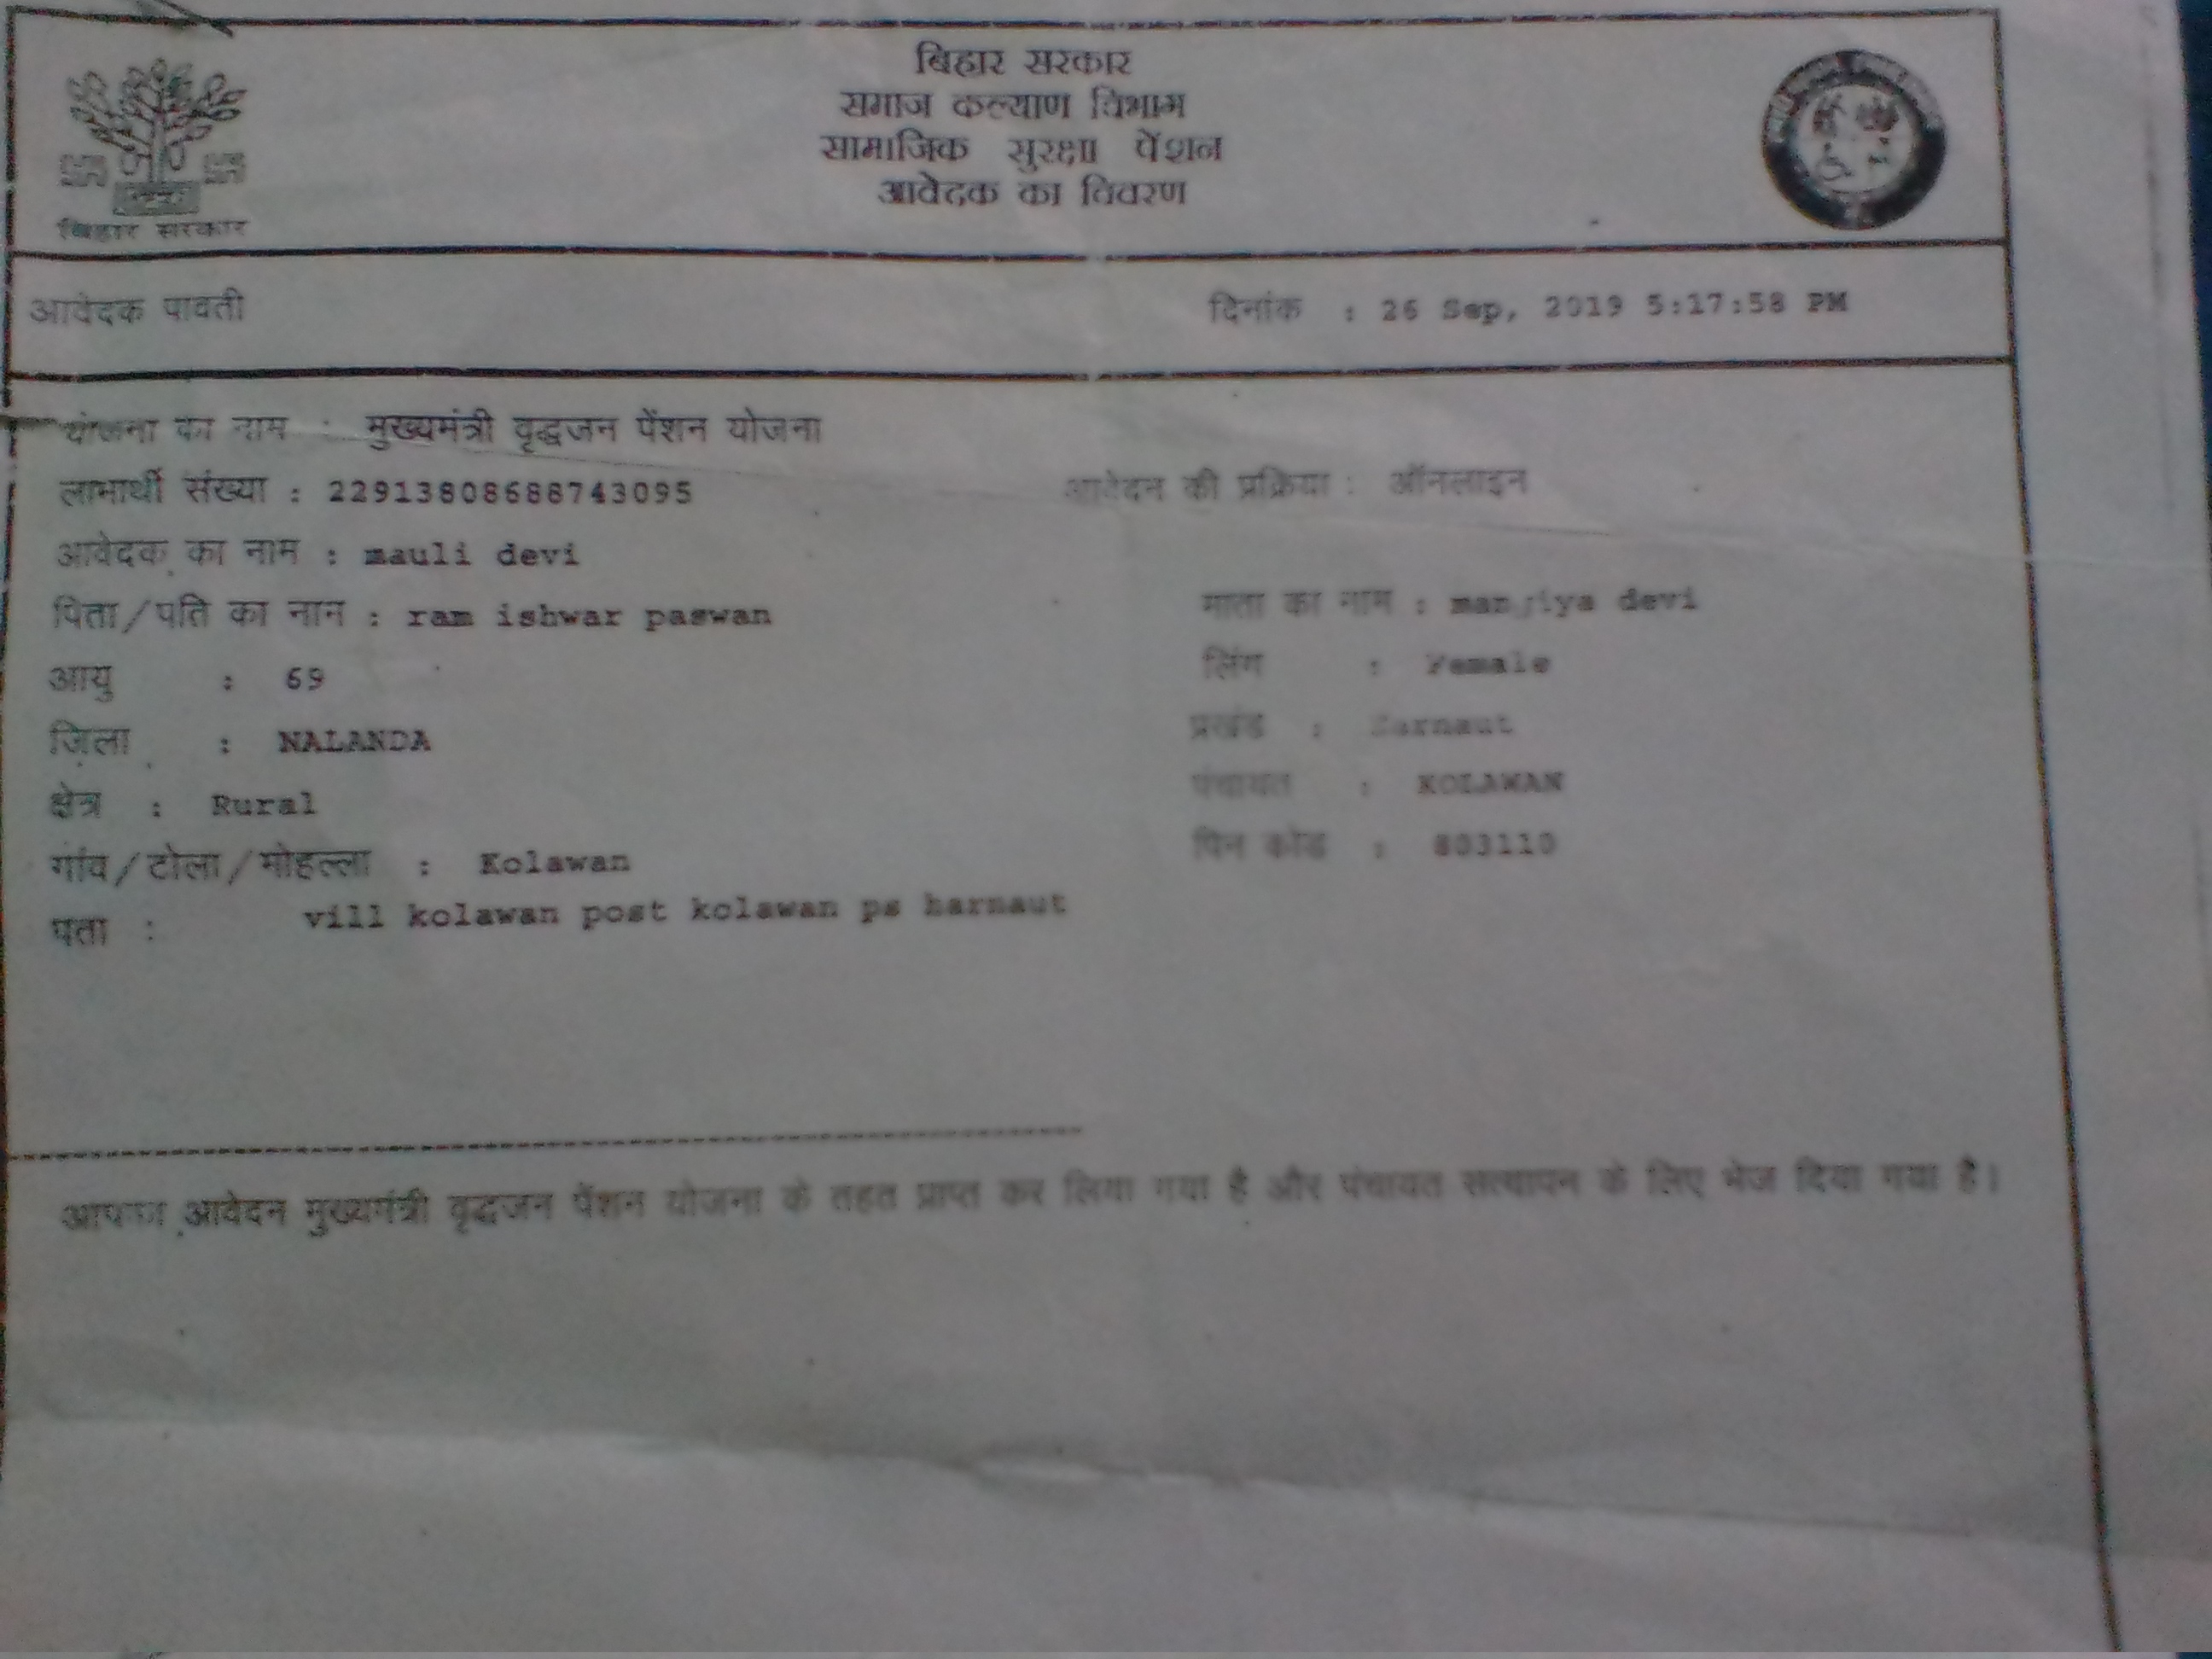 बिहार सरकार
समाज कल्याण विभाग
सामाजिक सुरक्षा पेंशन
आवेदक का विवरण
बिहार सरकार
आवेदक पावती दिनांक : 26 Sep, 2019 5:17:58 PM
योजना का नाम : मुख्यमंत्री वृद्धजन पेंशन योजना
लाभार्थी संख्या : 22913808688743095 आवेदन की प्रक्रिया : ऑनलाइन
आवेदक का नाम : mauli devi
पिता/पति का नान : ram ishwar paswan माता का नाम : devi
आयु : 69 लिंग : Female
जिला : NALANDA प्रखंड : Harnaut
क्षेत्र : Rural पंचायत : KOLAWAN
गांव/टोला/मोहल्ला : Kolawan पिन कोड : 803110
पता : vill kolawan post kolawan ps harnaut
आपका आवेदन मुख्यमंत्री वृद्धजन पेंशन योजना के तहत प्राप्त कर लिया गया है और पंचायत सत्यापन के लिए भेज दिया गया है।